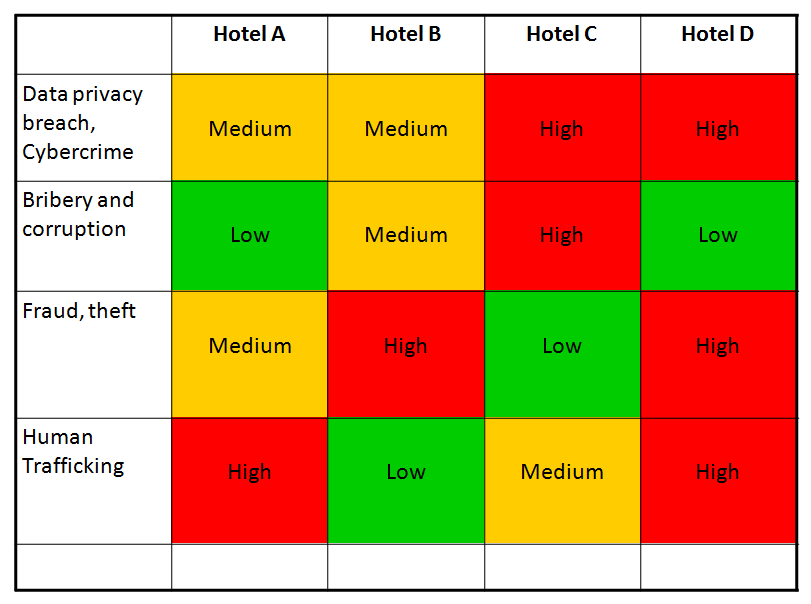 Hotel A Hotel B Hotel C Hotel D
Data privacy
breach,
Cybercrime
Medium Medium High High
Bribery and
corruption
Low Medium High Low
Fraud, theft
Medium High Low High
Human
Trafficking
High Low Medium High